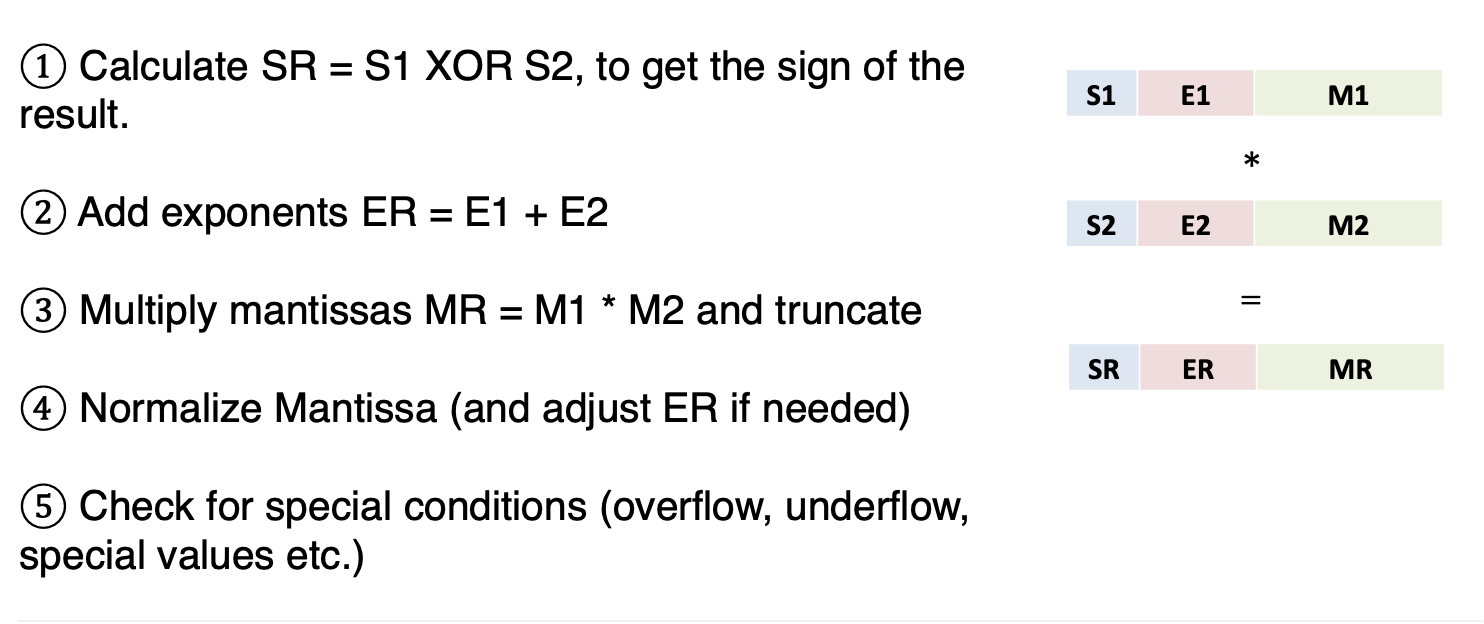 ① Calculate SR = S1 XOR S2, to get the sign of the
result.
② Add exponents ER = E1 + E2
③ Multiply mantissas MR = M1 * M2 and truncate
④ Normalize Mantissa (and adjust ER if needed)
⑤ Check for special conditions (overflow, underflow,
special values etc.)
S1 E1 M1
*
S2 E2 M2
=
SR ER MR